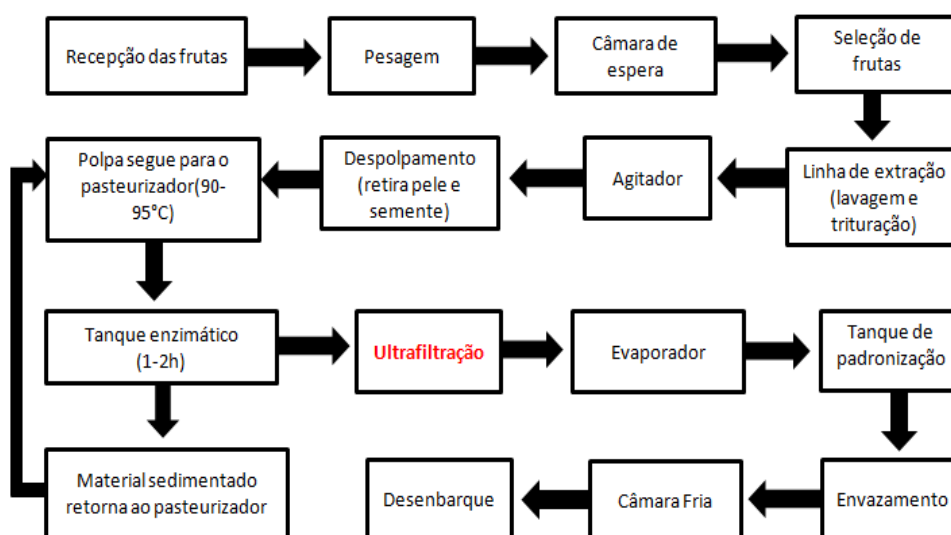 Recepção das frutas
Pesagem
Câmara de
espera
Seleção de
frutas
Linha de extração
(lavagem e
trituração)
Agitador
Despolpamento
(retira pele e
semente)
Polpa segue para o
pasteurizador(90-
95°C)
Tanque enzimático
(1-2h)
Ultrafiltração
Evaporador
Tanque de
padronização
Material sedimentado
retorna ao pasteurizador
Envazamento
Câmara Fria
Desenbarque